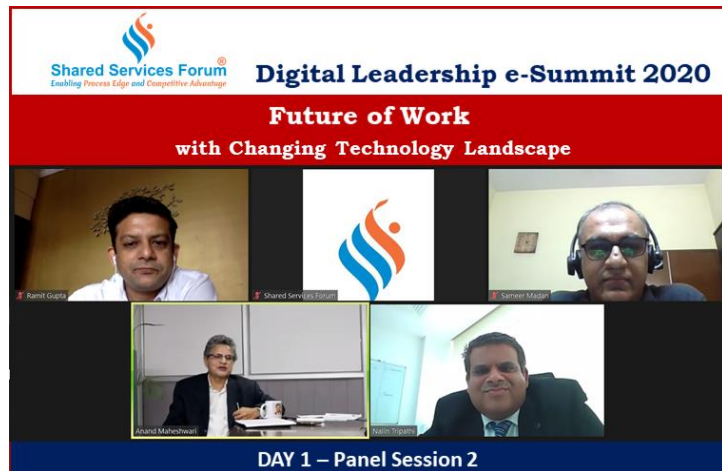 Shared Services Forum®
Enabling Process Edge and Competitive Advantage
Digital Leadership e-Summit 2020
Future of Work
with Changing Technology Landscape
Ramit Gupta
Shared Services Forum
Sameer Madan
Anand Maheshwari
Nalin Tripathi
DAY 1 – Panel Session 2